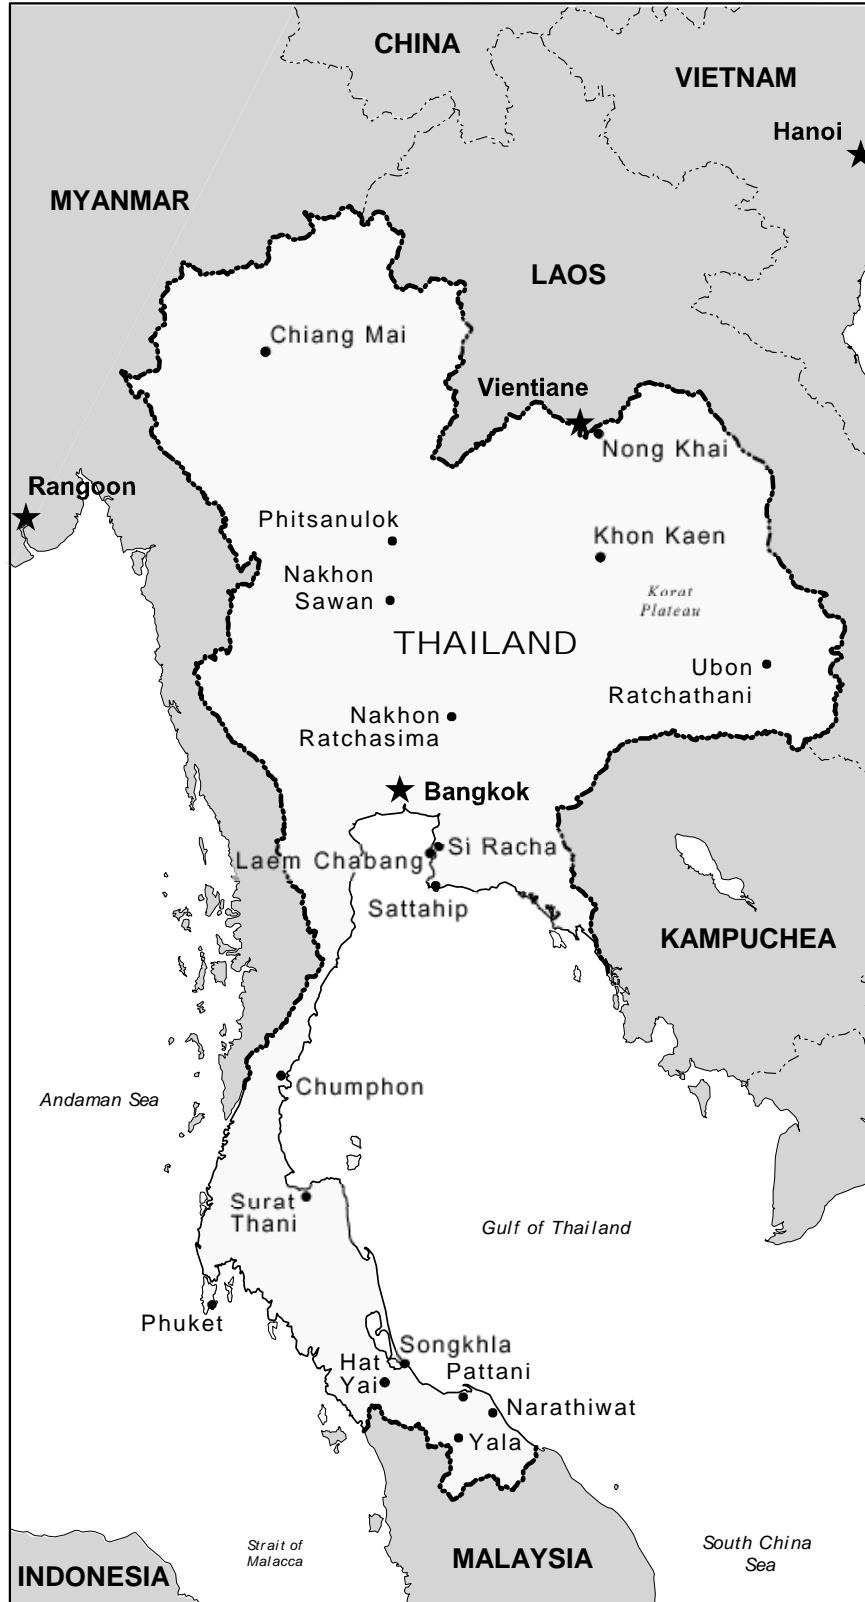 CHINA
VIETNAM
Hanoi
MYANMAR
LAOS
Chiang Mai
Vientiane
Nong Khai
Rangoon
Phitsanulok
Khon Kaen
Nakhon
Sawan
Korat
Plateau
THAILAND
Ubon
Ratchathani
Nakhon
Ratchasima
Bangkok
Si Racha
Laem Chabang
Sattahip
KAMPUCHEA
Chumphon
Andaman Sea
Surat
Thani
Gulf of Thailand
Phuket
Songkhla
Hat
Yai
Pattani
Narathiwat
Yala
Strait of
Malacca
South China
Sea
MALAYSIA
INDONESIA